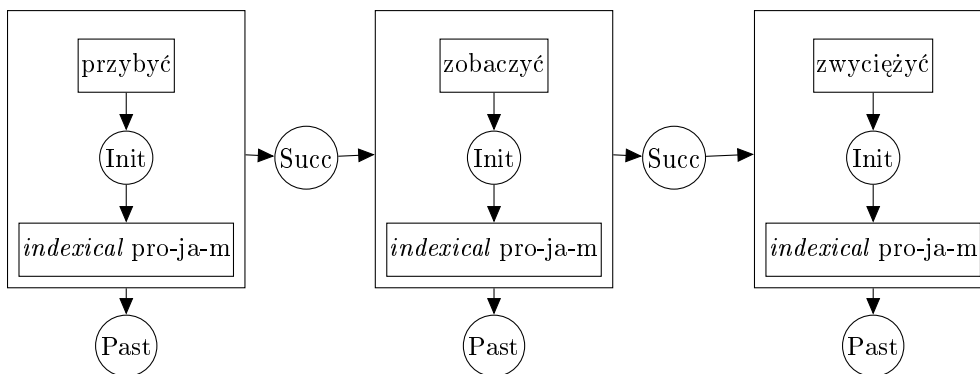 przybyć
zobaczyć
zwyciężyć
Init
Succ
Init
Succ
Init
indexical pro-ja-m
indexical pro-ja-m
indexical pro-ja-m
Past
Past
Past